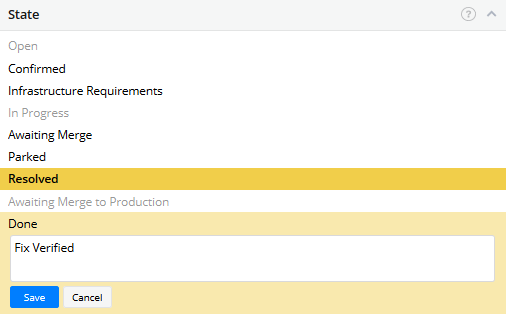 State ?
Open
Confirmed
Infrastructure Requirements
In Progress
Awaiting Merge
Parked
Resolved
Awaiting Merge to Production
Done
Fix Verified
Save Cancel